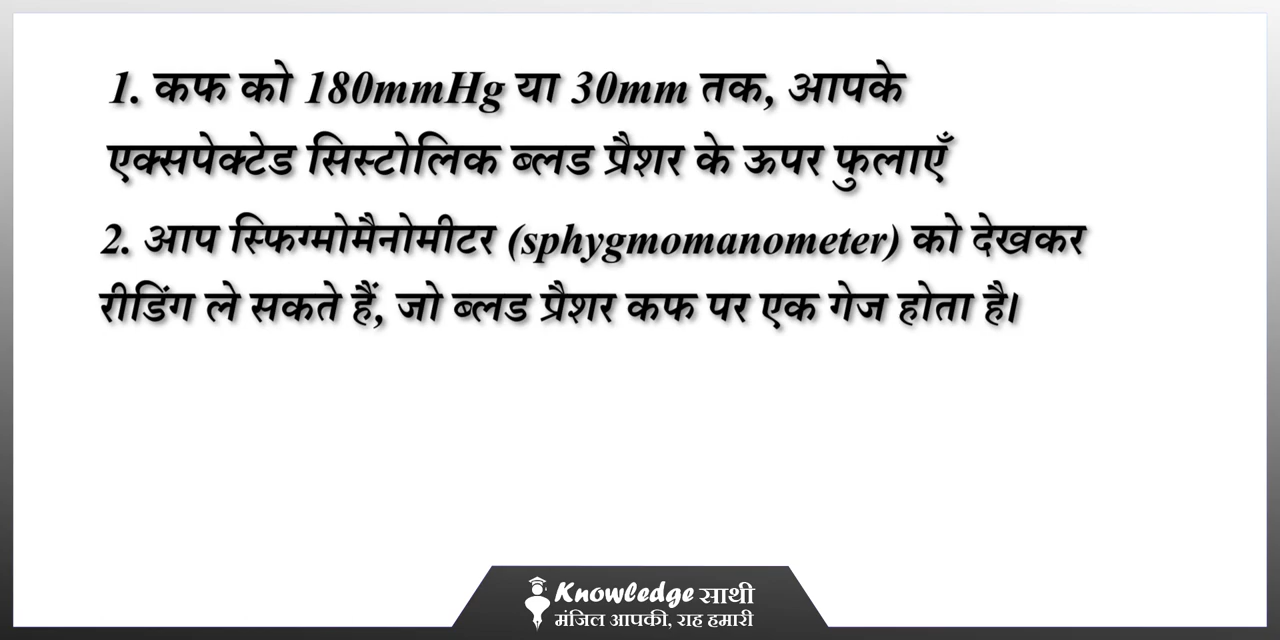 1. कफ को 180mmHg या 30mm तक, आपके
एक्सपेक्टेड सिस्टोलिक ब्लड प्रैशर के ऊपर फुलाएँ
2. आप स्फिग्मोमैनोमीटर (sphygmomanometer) को देखकर
रीडिंग ले सकते हैं, जो ब्लड प्रैशर कफ पर एक गेज होता है।
Knowledge साथी
मंजिल आपकी, राह हमारी